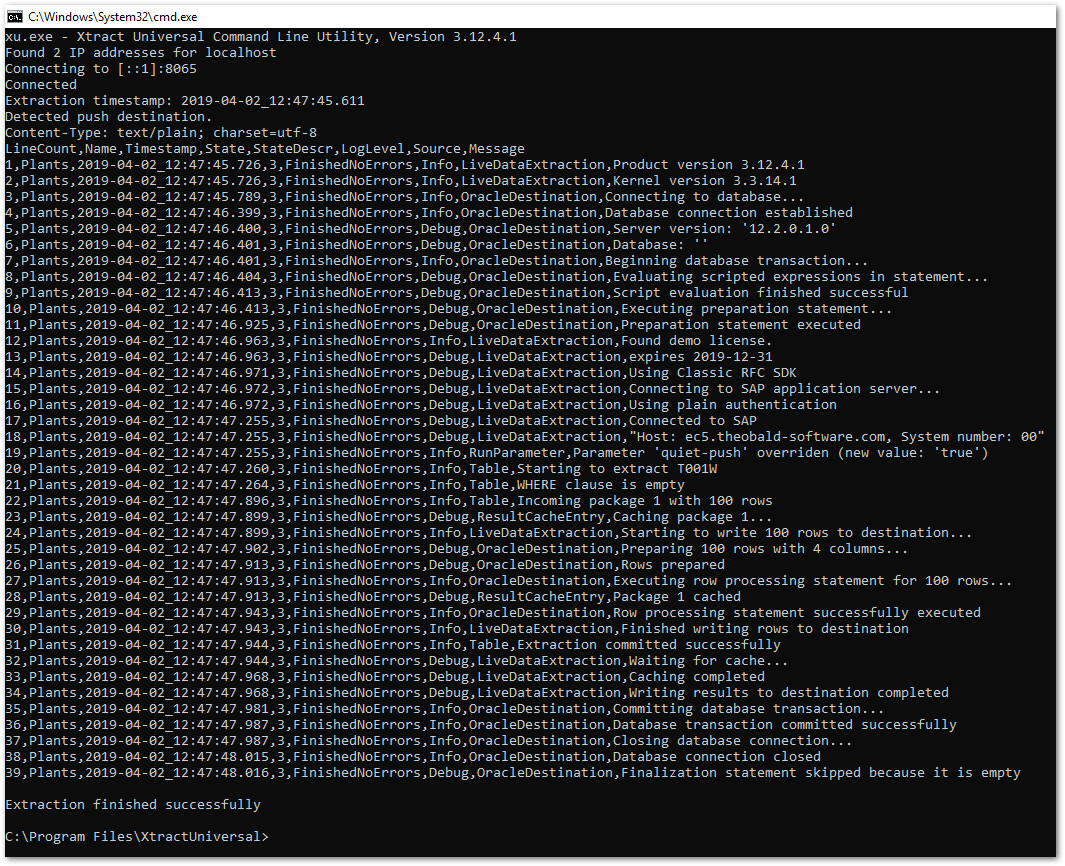 C:\Windows\System32\cmd.exe
xu.exe - Xtract Universal Command Line Utility, Version 3.12.4.1
Found 2 IP addresses for localhost
Connecting to [::1]:8065
Connected
Extraction timestamp: 2019-04-02_12:47:45.611
Detected push destination.
Content-Type: text/plain; charset=utf-8
LineCount,Name,Timestamp,State,StateDescr,LogLevel,Source,Message
1,Plants,2019-04-02_12:47:45.726,3,FinishedNoErrors,Info,LiveDataExtraction,Product version 3.12.4.1
2,Plants,2019-04-02_12:47:45.726,3,FinishedNoErrors,Info,LiveDataExtraction,Kernel version 3.3.14.1
3,Plants,2019-04-02_12:47:45.789,3,FinishedNoErrors,Info,OracleDestination,Connecting to database...
4,Plants,2019-04-02_12:47:46.399,3,FinishedNoErrors,Info,OracleDestination,Database connection established
5,Plants,2019-04-02_12:47:46.400,3,FinishedNoErrors,Debug,OracleDestination,Server version: '12.2.0.1.0'
6,Plants,2019-04-02_12:47:46.401,3,FinishedNoErrors,Debug,OracleDestination,Database: ''
7,Plants,2019-04-02_12:47:46.401,3,FinishedNoErrors,Info,OracleDestination,Beginning database transaction...
8,Plants,2019-04-02_12:47:46.404,3,FinishedNoErrors,Debug,OracleDestination,Evaluating scripted expressions in statement...
9,Plants,2019-04-02_12:47:46.413,3,FinishedNoErrors,Debug,OracleDestination,Script evaluation finished successful
10,Plants,2019-04-02_12:47:46.413,3,FinishedNoErrors,Debug,OracleDestination,Executing preparation statement...
11,Plants,2019-04-02_12:47:46.925,3,FinishedNoErrors,Debug,OracleDestination,Preparation statement executed
12,Plants,2019-04-02_12:47:46.963,3,FinishedNoErrors,Info,LiveDataExtraction,Found demo license.
13,Plants,2019-04-02_12:47:46.963,3,FinishedNoErrors,Debug,LiveDataExtraction,expires 2019-12-31
14,Plants,2019-04-02_12:47:46.971,3,FinishedNoErrors,Debug,LiveDataExtraction,Using Classic RFC SDK
15,Plants,2019-04-02_12:47:46.972,3,FinishedNoErrors,Debug,LiveDataExtraction,Connecting to SAP application server...
16,Plants,2019-04-02_12:47:46.972,3,FinishedNoErrors,Debug,LiveDataExtraction,Using plain authentication
17,Plants,2019-04-02_12:47:47.255,3,FinishedNoErrors,Debug,LiveDataExtraction,Connected to SAP
18,Plants,2019-04-02_12:47:47.255,3,FinishedNoErrors,Debug,LiveDataExtraction,"Host: ec5.theobald-software.com, System number: 00"
19,Plants,2019-04-02_12:47:47.255,3,FinishedNoErrors,Info,RunParameter,Parameter 'quiet-push' overriden (new value: 'true')
20,Plants,2019-04-02_12:47:47.260,3,FinishedNoErrors,Info,Table,Starting to extract T001W
21,Plants,2019-04-02_12:47:47.264,3,FinishedNoErrors,Info,Table,WHERE clause is empty
22,Plants,2019-04-02_12:47:47.896,3,FinishedNoErrors,Info,Table,Incoming package 1 with 100 rows
23,Plants,2019-04-02_12:47:47.899,3,FinishedNoErrors,Debug,ResultCacheEntry,Caching package 1...
24,Plants,2019-04-02_12:47:47.899,3,FinishedNoErrors,Info,LiveDataExtraction,Starting to write 100 rows to destination...
25,Plants,2019-04-02_12:47:47.902,3,FinishedNoErrors,Debug,OracleDestination,Preparing 100 rows with 4 columns...
26,Plants,2019-04-02_12:47:47.913,3,FinishedNoErrors,Debug,OracleDestination,Rows prepared
27,Plants,2019-04-02_12:47:47.913,3,FinishedNoErrors,Info,OracleDestination,Executing row processing statement for 100 rows...
28,Plants,2019-04-02_12:47:47.913,3,FinishedNoErrors,Debug,ResultCacheEntry,Package 1 cached
29,Plants,2019-04-02_12:47:47.943,3,FinishedNoErrors,Info,OracleDestination,Row processing statement successfully executed
30,Plants,2019-04-02_12:47:47.943,3,FinishedNoErrors,Info,LiveDataExtraction,Finished writing rows to destination
31,Plants,2019-04-02_12:47:47.944,3,FinishedNoErrors,Info,Table,Extraction committed successfully
32,Plants,2019-04-02_12:47:47.944,3,FinishedNoErrors,Debug,LiveDataExtraction,Waiting for cache...
33,Plants,2019-04-02_12:47:47.968,3,FinishedNoErrors,Debug,LiveDataExtraction,Caching completed
34,Plants,2019-04-02_12:47:47.968,3,FinishedNoErrors,Debug,LiveDataExtraction,Writing results to destination completed
35,Plants,2019-04-02_12:47:47.981,3,FinishedNoErrors,Info,OracleDestination,Committing database transaction...
36,Plants,2019-04-02_12:47:47.987,3,FinishedNoErrors,Info,OracleDestination,Database transaction committed successfully
37,Plants,2019-04-02_12:47:47.987,3,FinishedNoErrors,Info,OracleDestination,Closing database connection...
38,Plants,2019-04-02_12:47:48.015,3,FinishedNoErrors,Info,OracleDestination,Database connection closed
39,Plants,2019-04-02_12:47:48.016,3,FinishedNoErrors,Debug,OracleDestination,Finalization statement skipped because it is empty
Extraction finished successfully
C:\Program Files\XtractUniversal>